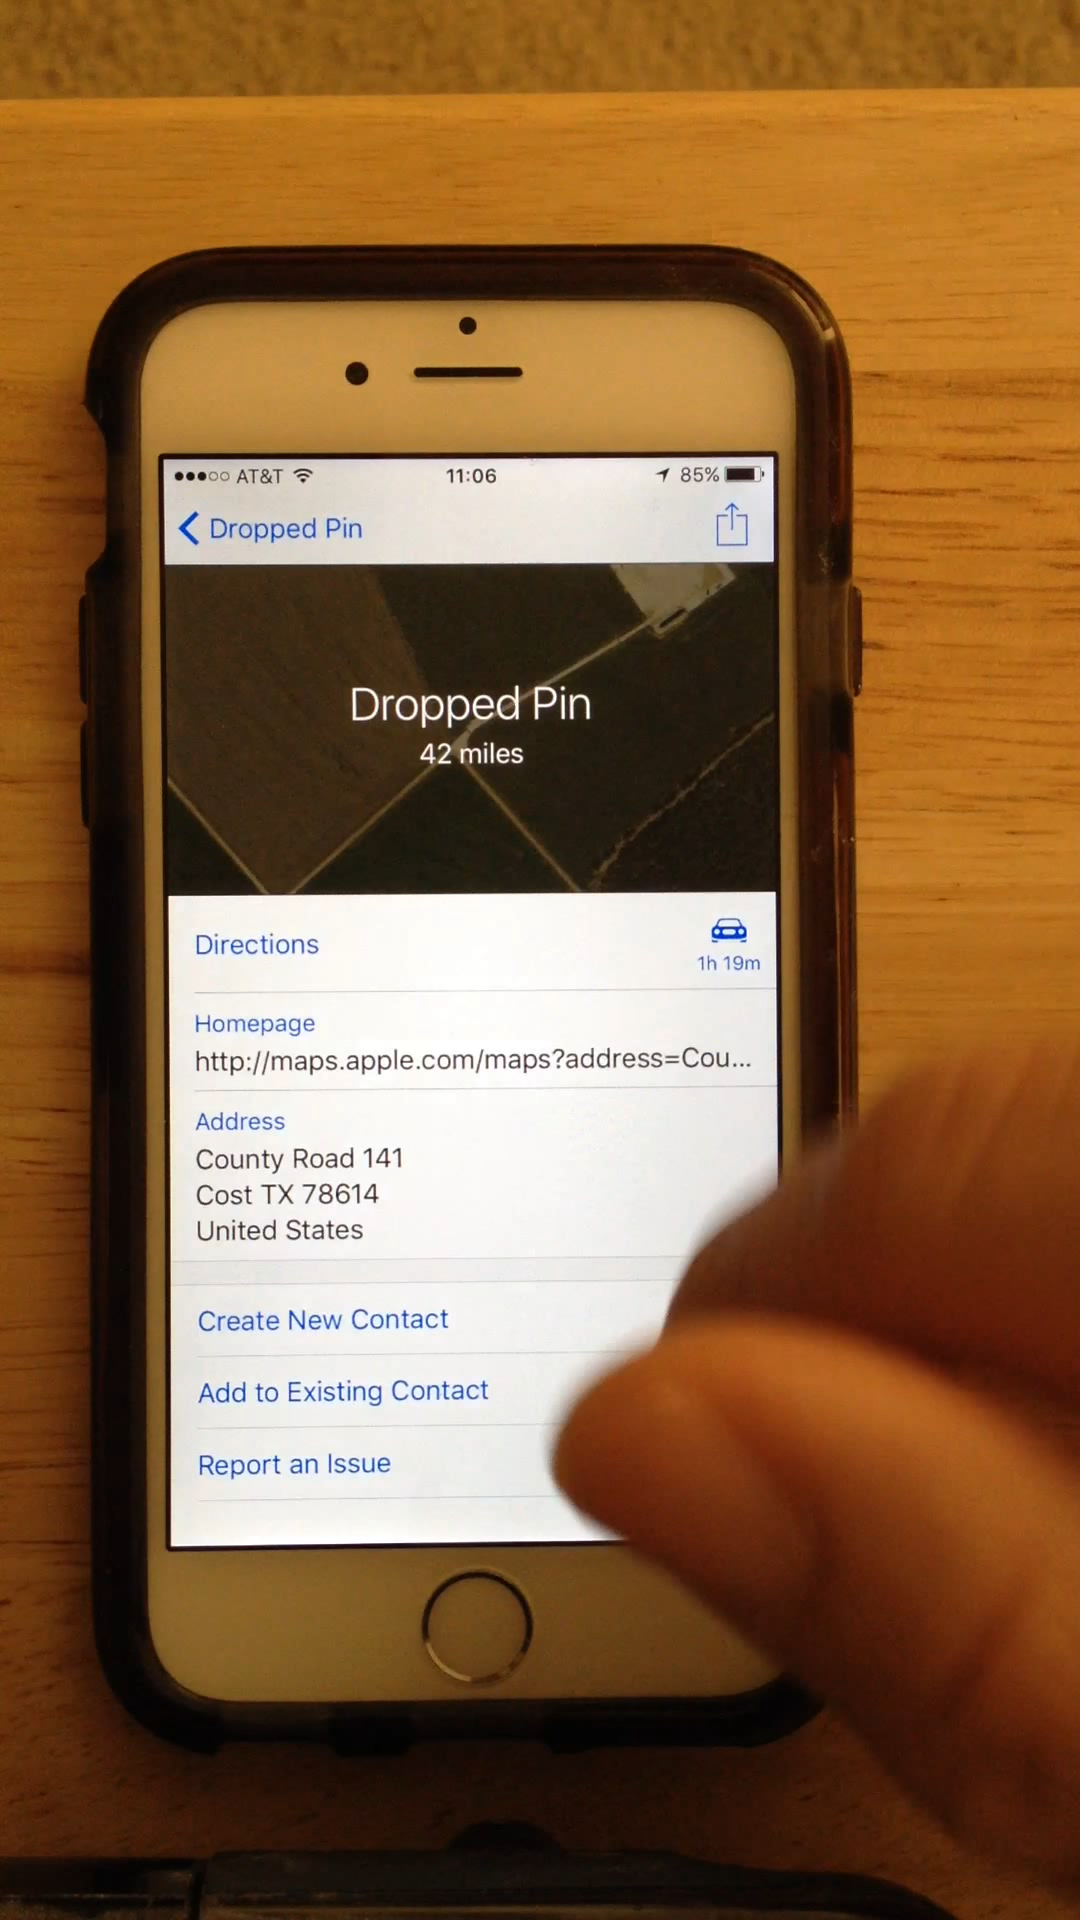 AT&T 11:06 85%
Dropped Pin
Dropped Pin
42 miles
Directions
1h 19m
Homepage
http://maps.apple.com/maps?address=Cou...
Address
County Road 141
Cost TX 78614
United States
Create New Contact
Add to Existing Contact
Report an Issue